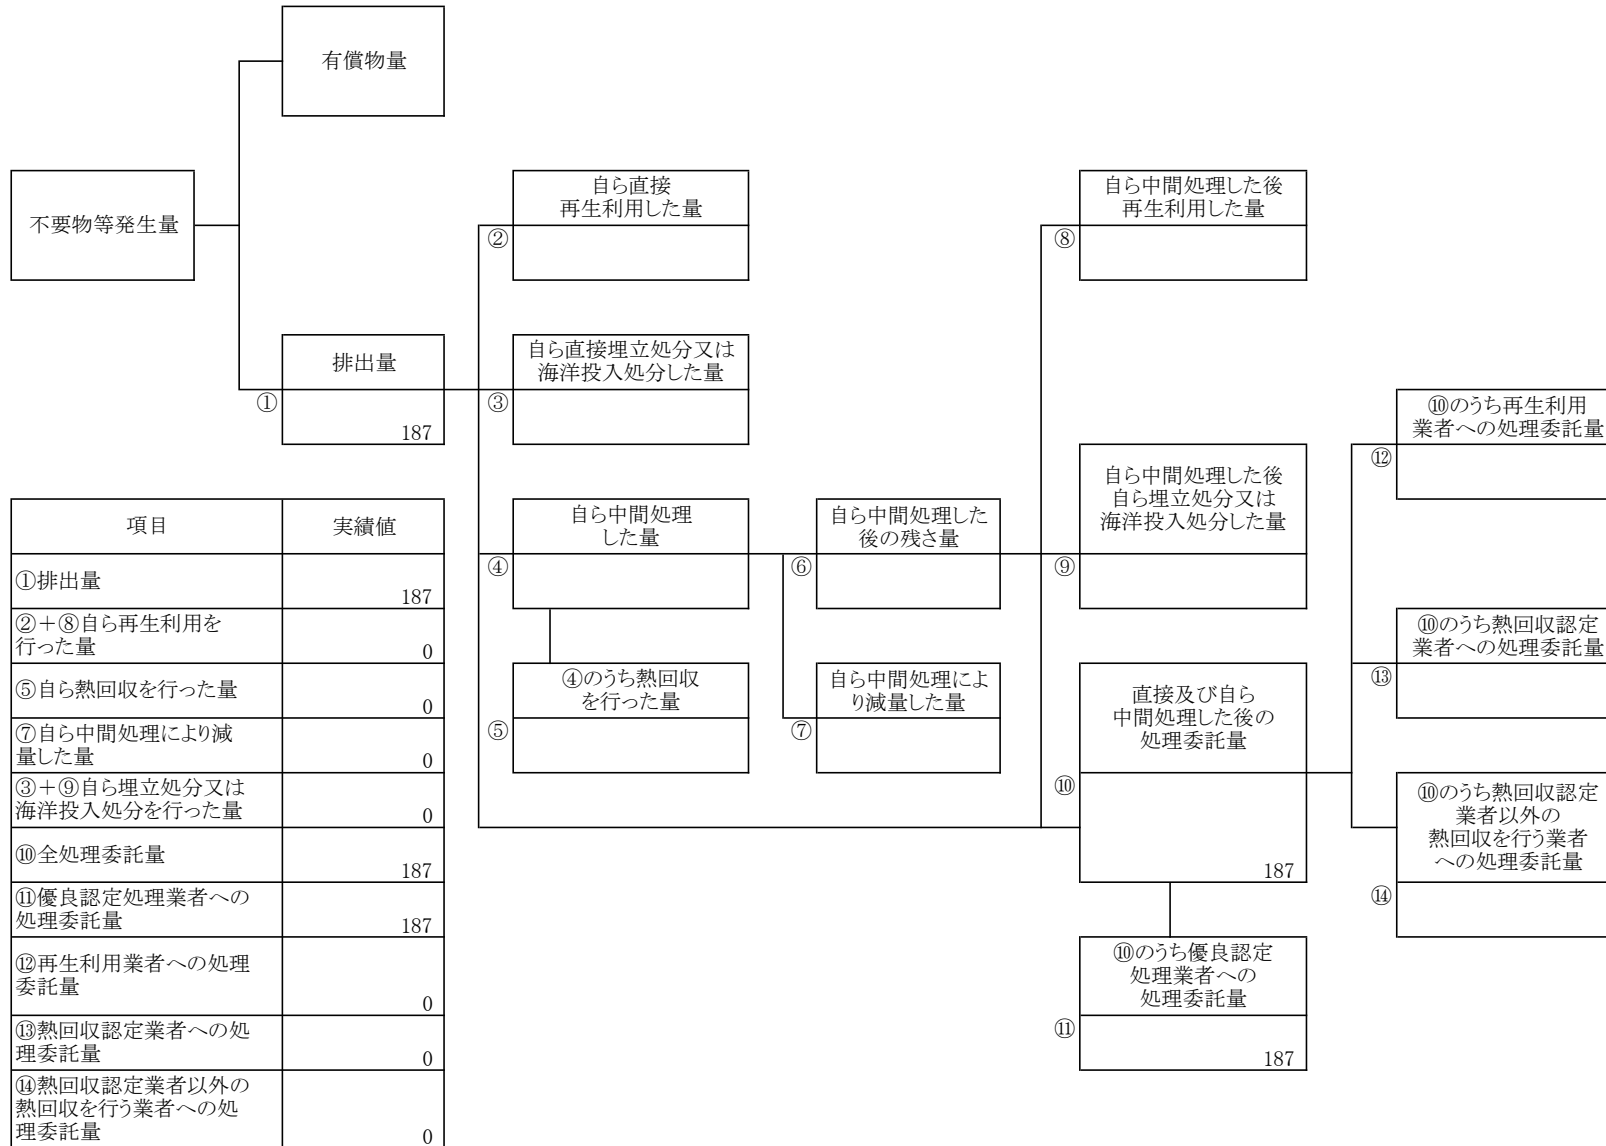 有償物量
不要物等発生量
自ら直接
再生利用した量
②
自ら中間処理した後
再生利用した量
⑧
排出量
①
187
自ら直接埋立処分又は
海洋投入処分した量
③
⑩のうち再生利用
業者への処理委託量
⑫
自ら中間処理
した量
④
自ら中間処理した
後の残さ量
⑥
自ら中間処理した後
自ら埋立処分又は
海洋投入処分した量
⑨
④のうち熱回収
を行った量
⑤
自ら中間処理によ
り減量した量
⑦
直接及び自ら
中間処理した後の
処理委託量
⑩
187
⑩のうち熱回収認定
業者への処理委託量
⑬
⑩のうち熱回収認定
業者以外の
熱回収を行う業者
への処理委託量
⑭
⑩のうち優良認定
処理業者への
処理委託量
⑪
187
項目 実績値
①排出量
187
②＋⑧自ら再生利用を
行った量
0
⑤自ら熱回収を行った量
0
⑦自ら中間処理により減
量した量
0
③＋⑨自ら埋立処分又は
海洋投入処分を行った量
0
⑩全処理委託量
187
⑪優良認定処理業者への
処理委託量
187
⑫再生利用業者への処理
委託量
0
⑬熱回収認定業者への処
理委託量
0
⑭熱回収認定業者以外の
熱回収を行う業者への処
理委託量
0